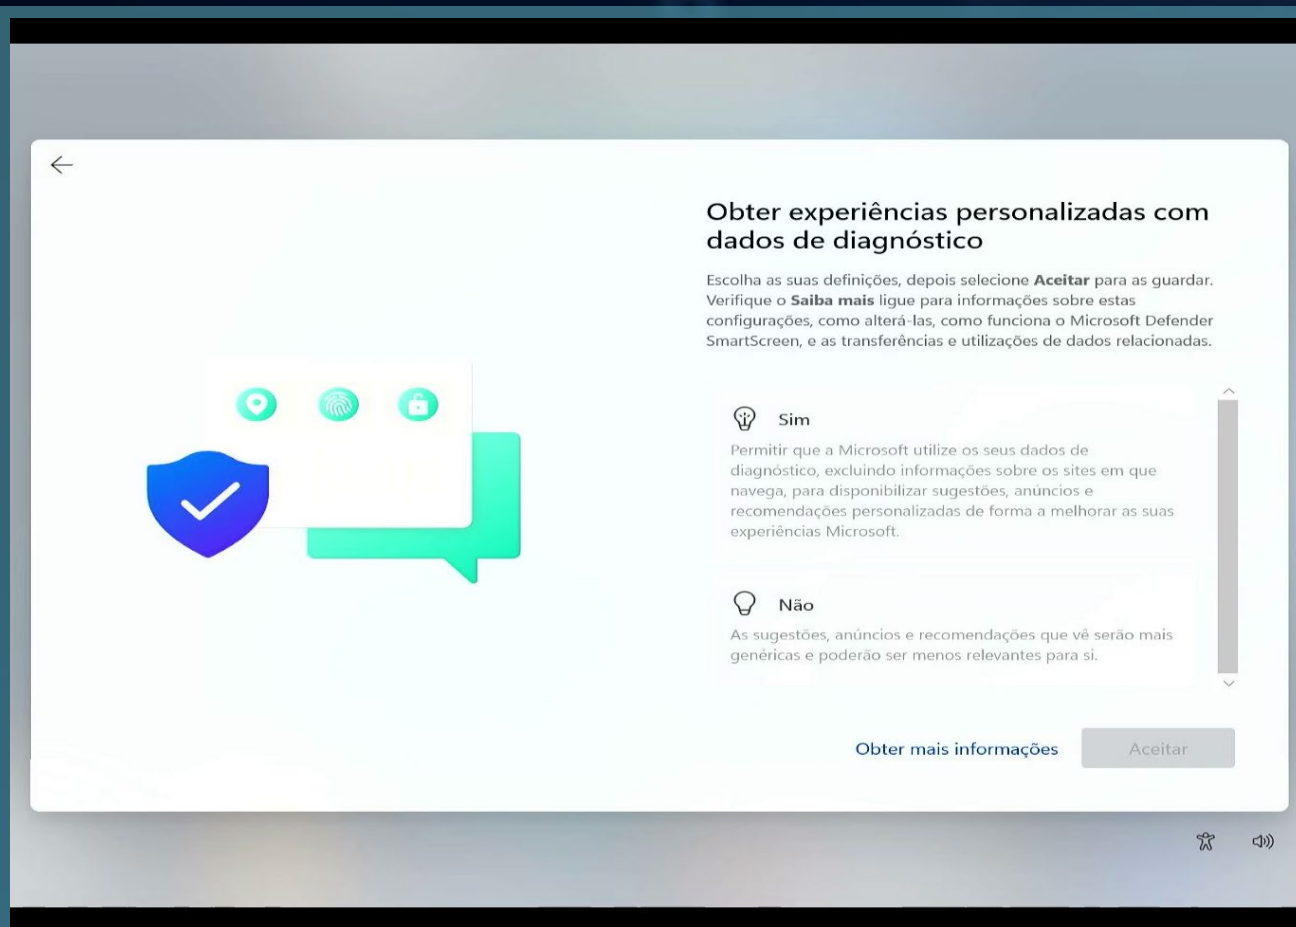 Obter experiências personalizadas com
dados de diagnóstico
Escolha as suas definições, depois selecione Aceitar para as guardar.
Verifique o Saiba mais ligue para informações sobre estas
configurações, como alterá-las, como funciona o Microsoft Defender
SmartScreen, e as transferências e utilizações de dados relacionadas.
Sim
Permitir que a Microsoft utilize os seus dados de
diagnóstico, excluindo informações sobre os sites em que
navega, para disponibilizar sugestões, anúncios e
recomendações personalizadas de forma a melhorar as suas
experiências Microsoft.
Não
As sugestões, anúncios e recomendações que vê serão mais
genéricas e poderão ser menos relevantes para si.
Obter mais informações
Aceitar